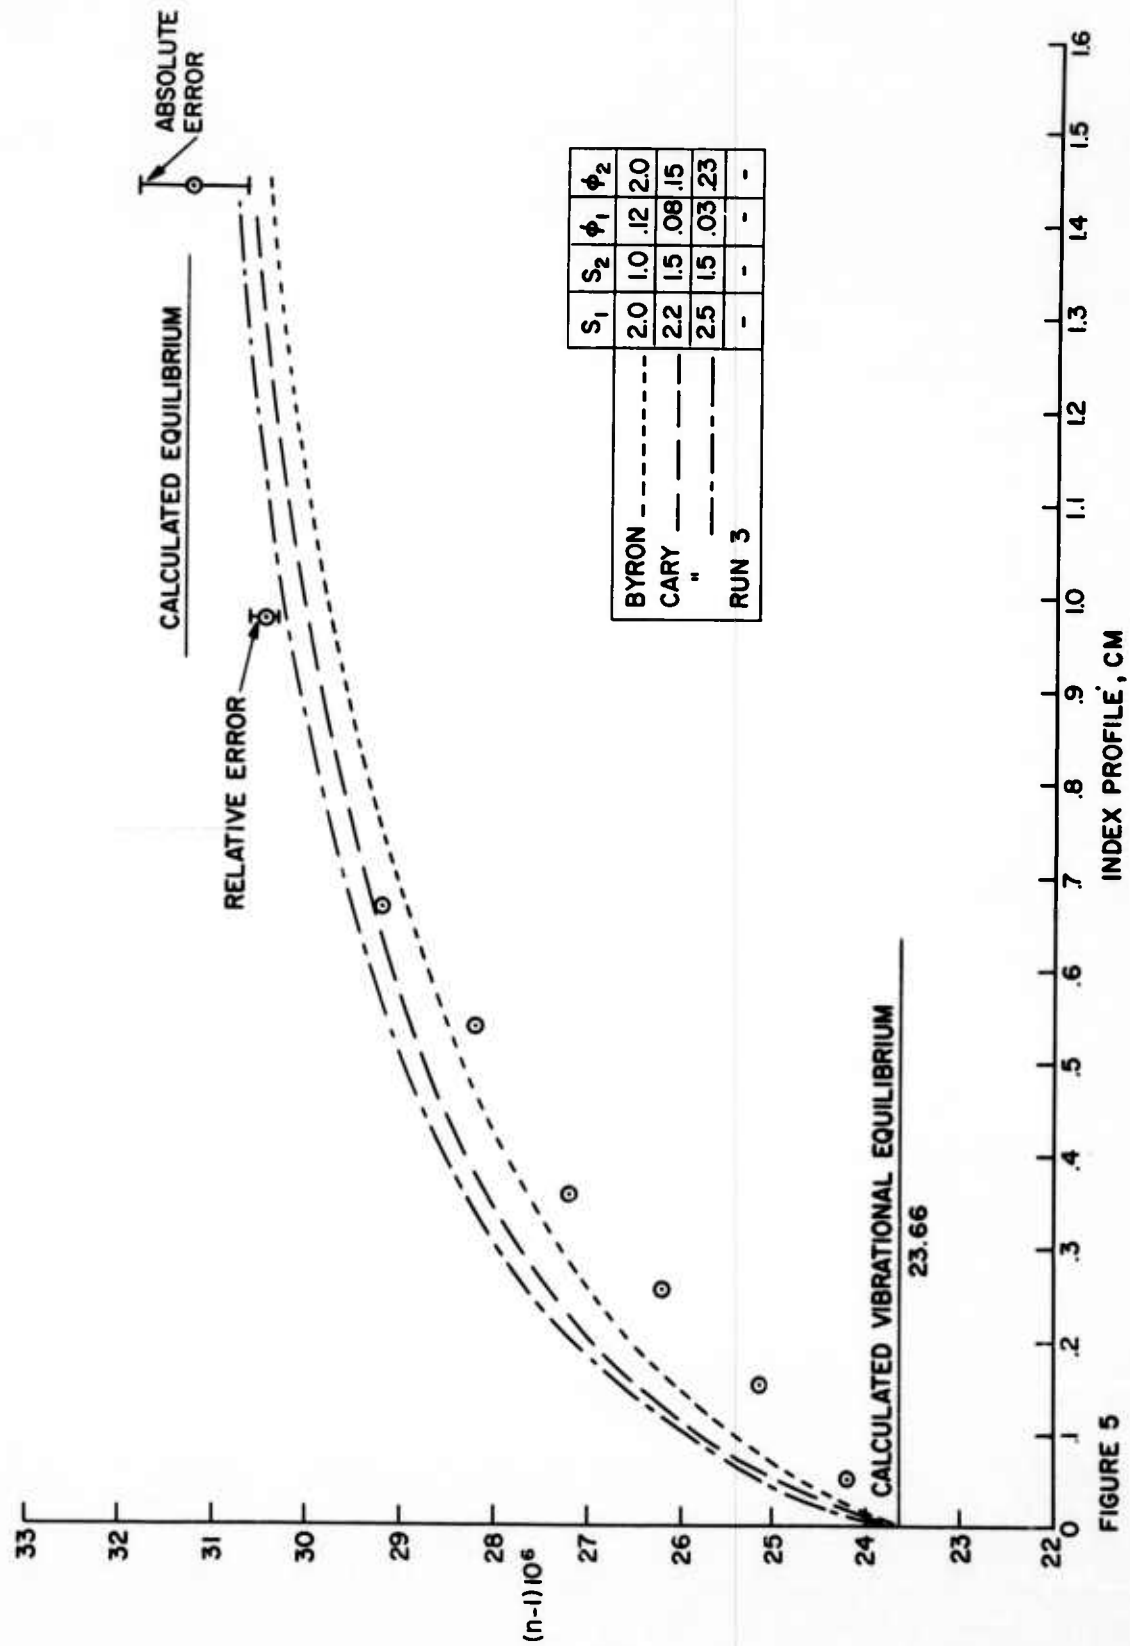 ABSOLUTE
ERROR
CALCULATED EQUILIBRIUM
RELATIVE ERROR
S₁ S₂ ϕ₁ ϕ₂
BYRON 2.0 1.0 .12 2.0
CARY 2.2 1.5 .08 .15
" 2.5 1.5 .03 .23
RUN 3 - - - -
33
32
31
30
29
28
27
26
25
24
23
22
(n-1)10⁶
CALCULATED VIBRATIONAL EQUILIBRIUM
23.66
0 .1 .2 .3 .4 .5 .6 .7 .8 .9 1.0 1.1 1.2 1.3 1.4 1.5 1.6
INDEX PROFILE, CM
FIGURE 5